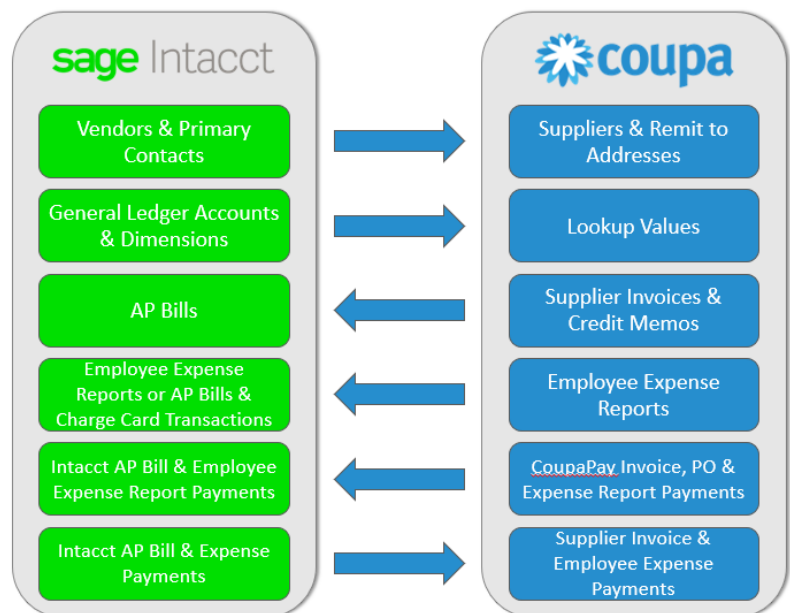 sage Intacct
coupa
Vendors & Primary
Contacts
Suppliers & Remit to
Addresses
General Ledger Accounts
& Dimensions
Lookup Values
AP Bills
Supplier Invoices &
Credit Memos
Employee Expense
Reports or AP Bills &
Charge Card Transactions
Employee Expense
Reports
Intacct AP Bill & Employee
Expense Report Payments
CoupaPay Invoice, PO &
Expense Report Payments
Intacct AP Bill & Expense
Payments
Supplier Invoice &
Employee Expense
Payments